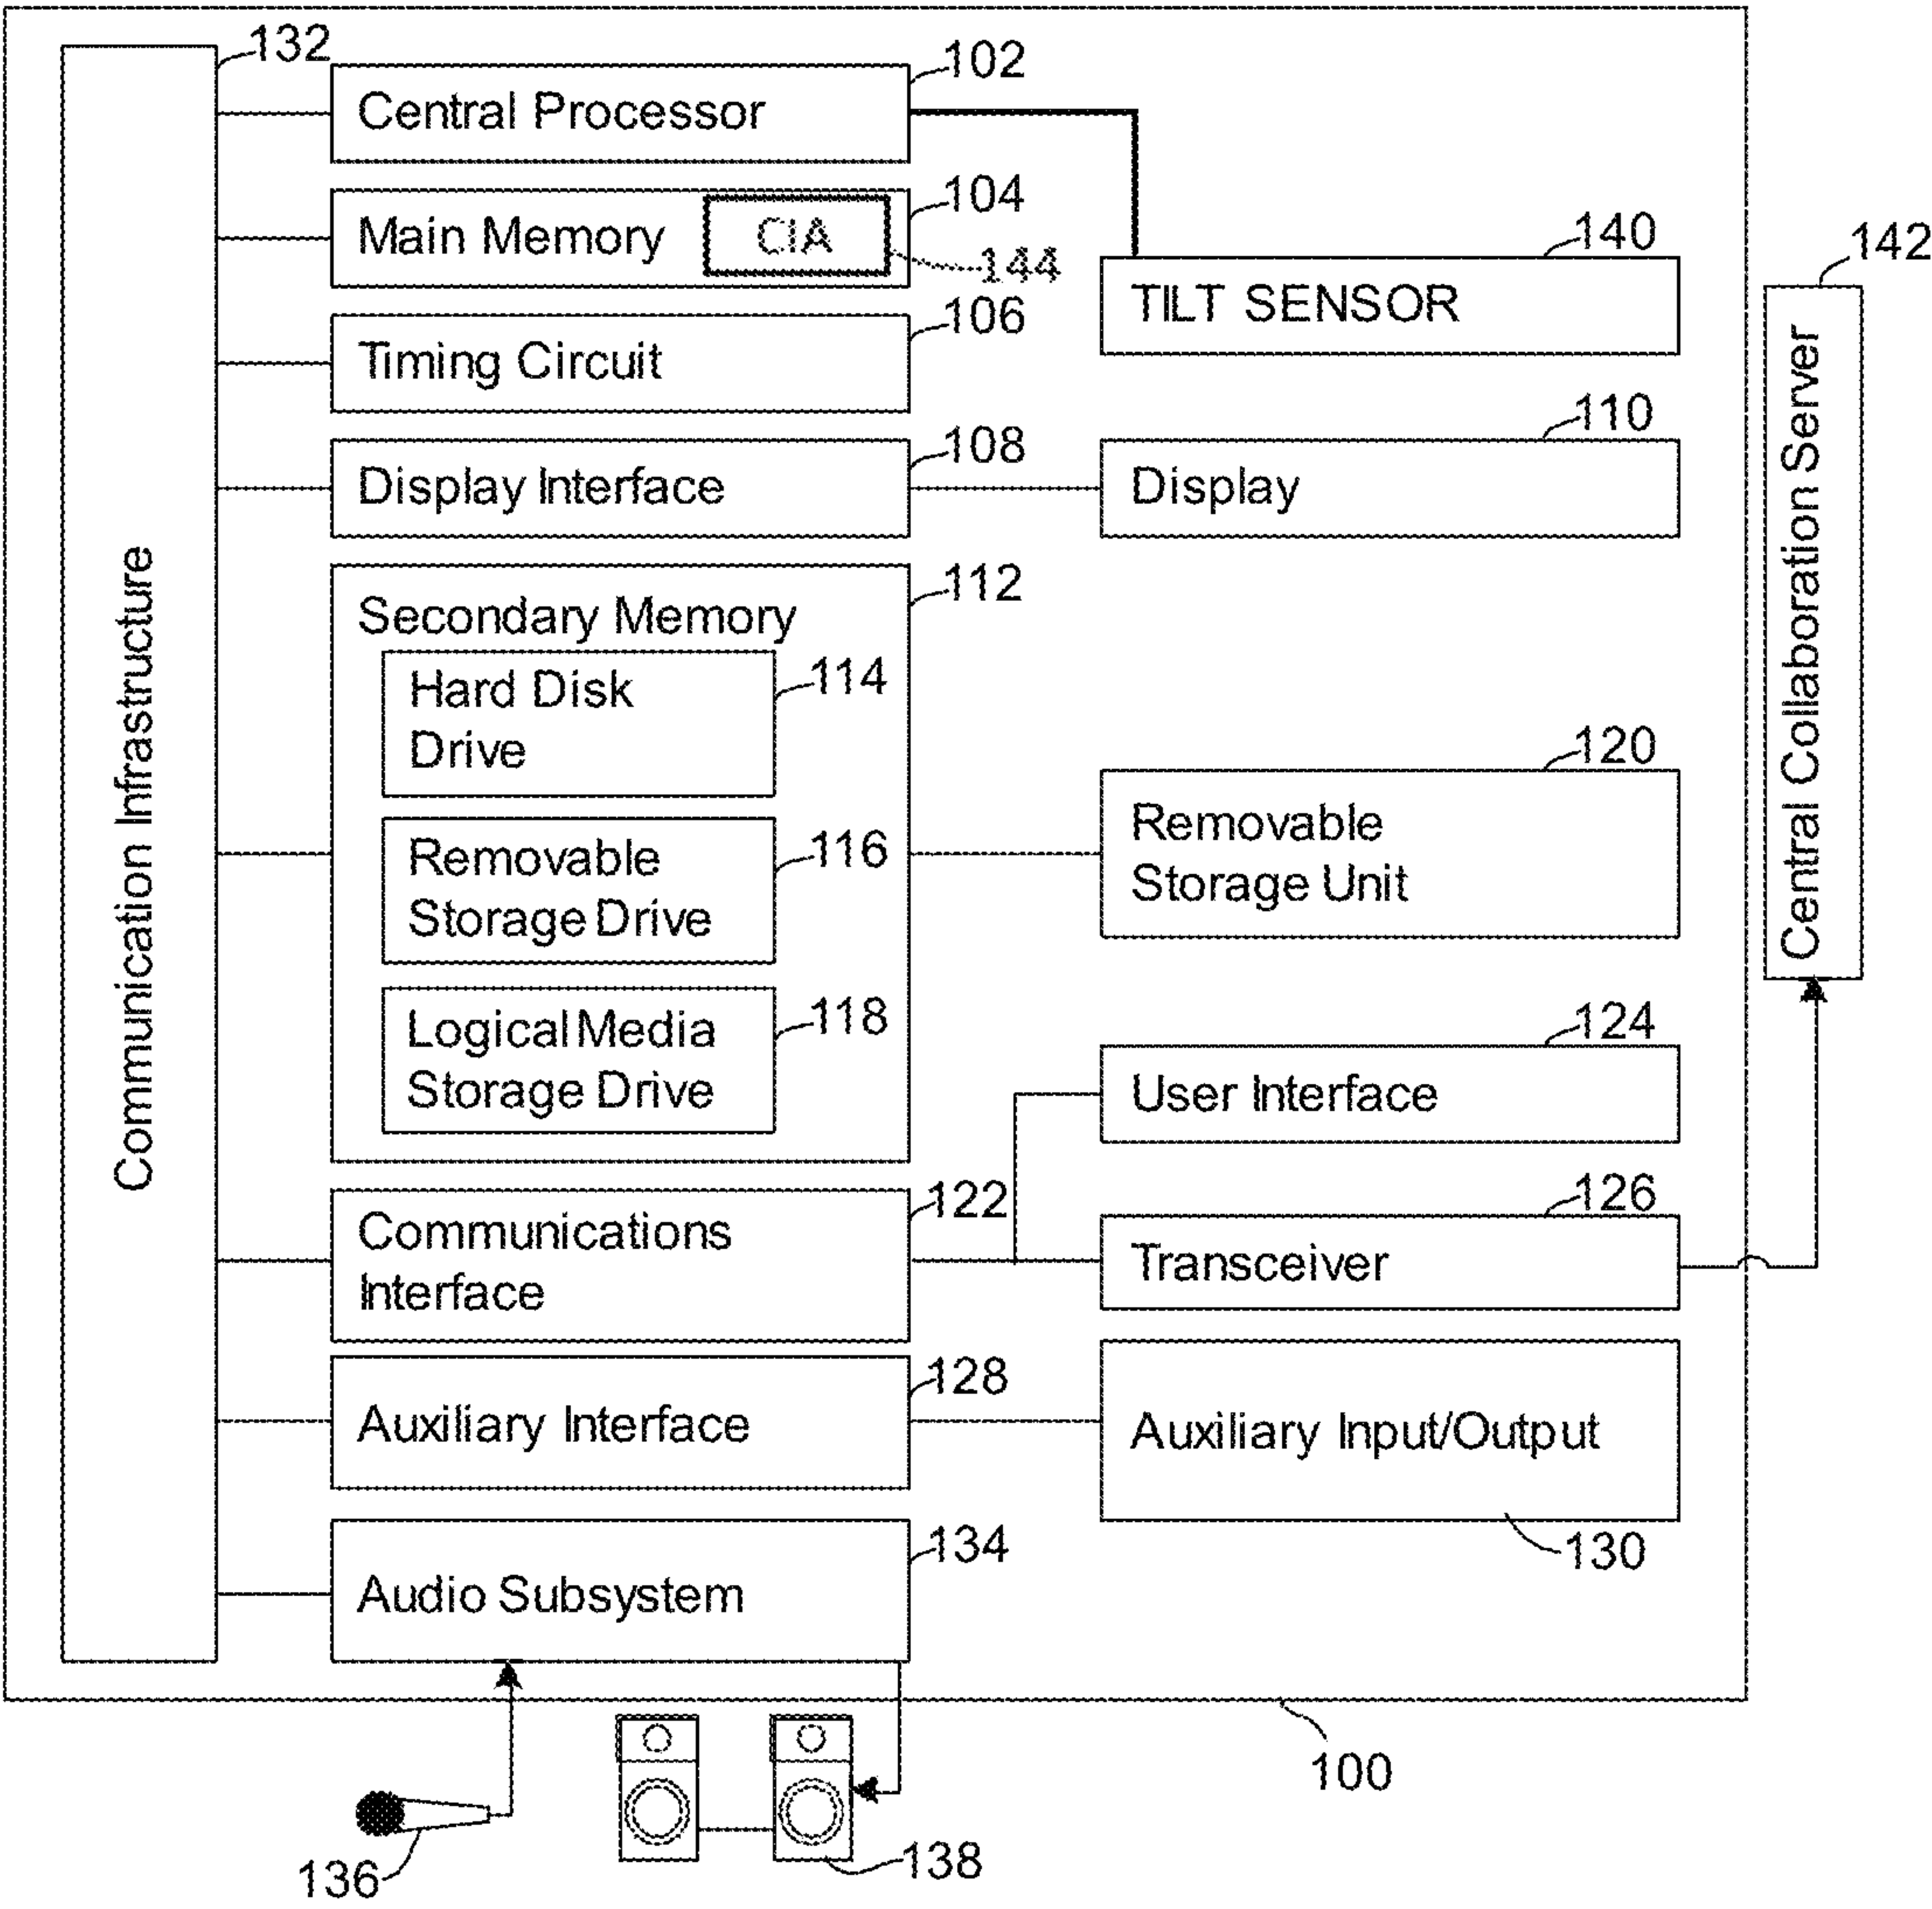 132
102
Central Processor
104
Main Memory
CIA
144
140
142
TILT SENSOR
106
Timing Circuit
110
108
Display Interface
Display
Central Collaboration Server
Communication Infrastructure
112
Secondary Memory
114
Hard Disk
Drive
120
116
Removable
Storage Drive
Removable
Storage Unit
118
Logical Media
Storage Drive
124
User Interface
122
126
Communications
Interface
Transceiver
128
Auxiliary Interface
Auxiliary Input/Output
134
130
Audio Subsystem
100
136
138